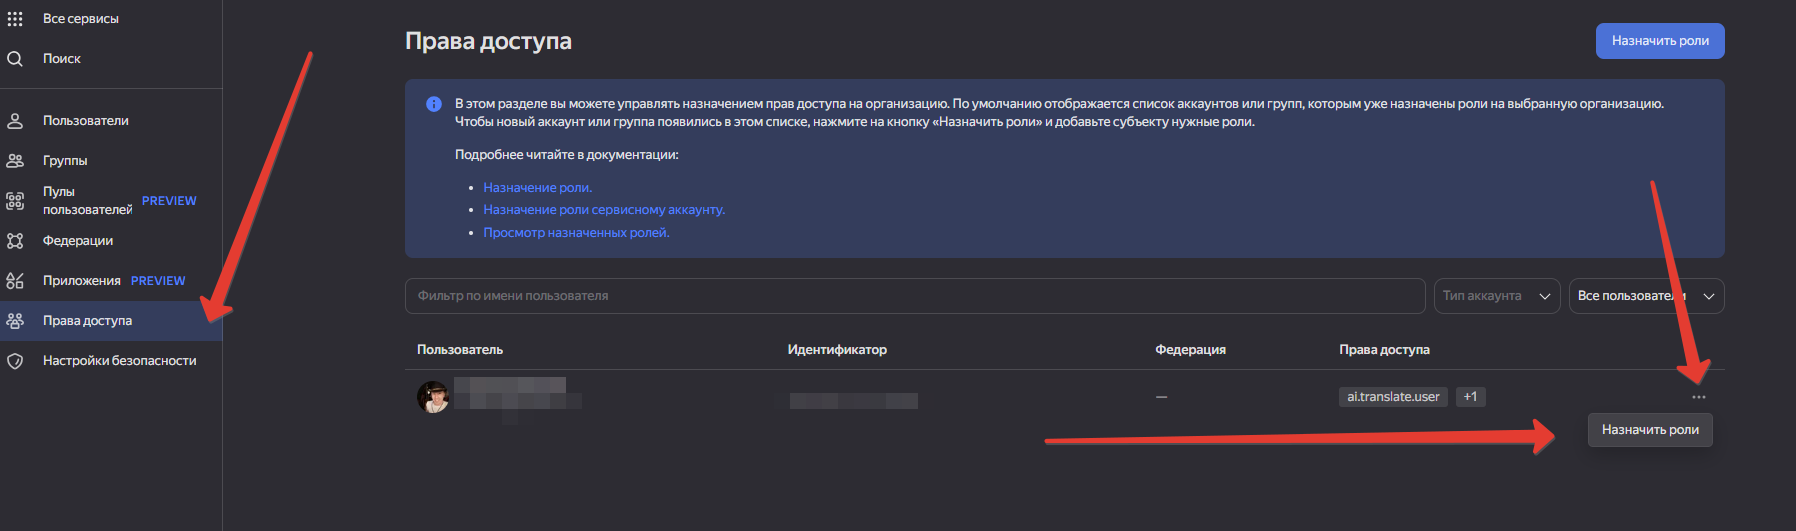 Все сервисы
Поиск
Пользователи
Группы
Пулы
пользователей PREVIEW
Федерации
Приложения PREVIEW
Права доступа
Настройки безопасности
Права доступа
Назначить роли
В этом разделе вы можете управлять назначением прав доступа на организацию. По умолчанию отображается список аккаунтов или групп, которым уже назначены роли на выбранную организацию.
Чтобы новый аккаунт или группа появились в этом списке, нажмите на кнопку «Назначить роли» и добавьте субъекту нужные роли.
Подробнее читайте в документации:
• Назначение роли.
• Назначение роли сервисному аккаунту.
• Просмотр назначенных ролей.
Фильтр по имени пользователя
Тип аккаунта
Все пользователи
Пользователь Идентификатор Федерация Права доступа
— ai.translate.user +1
Назначить роли